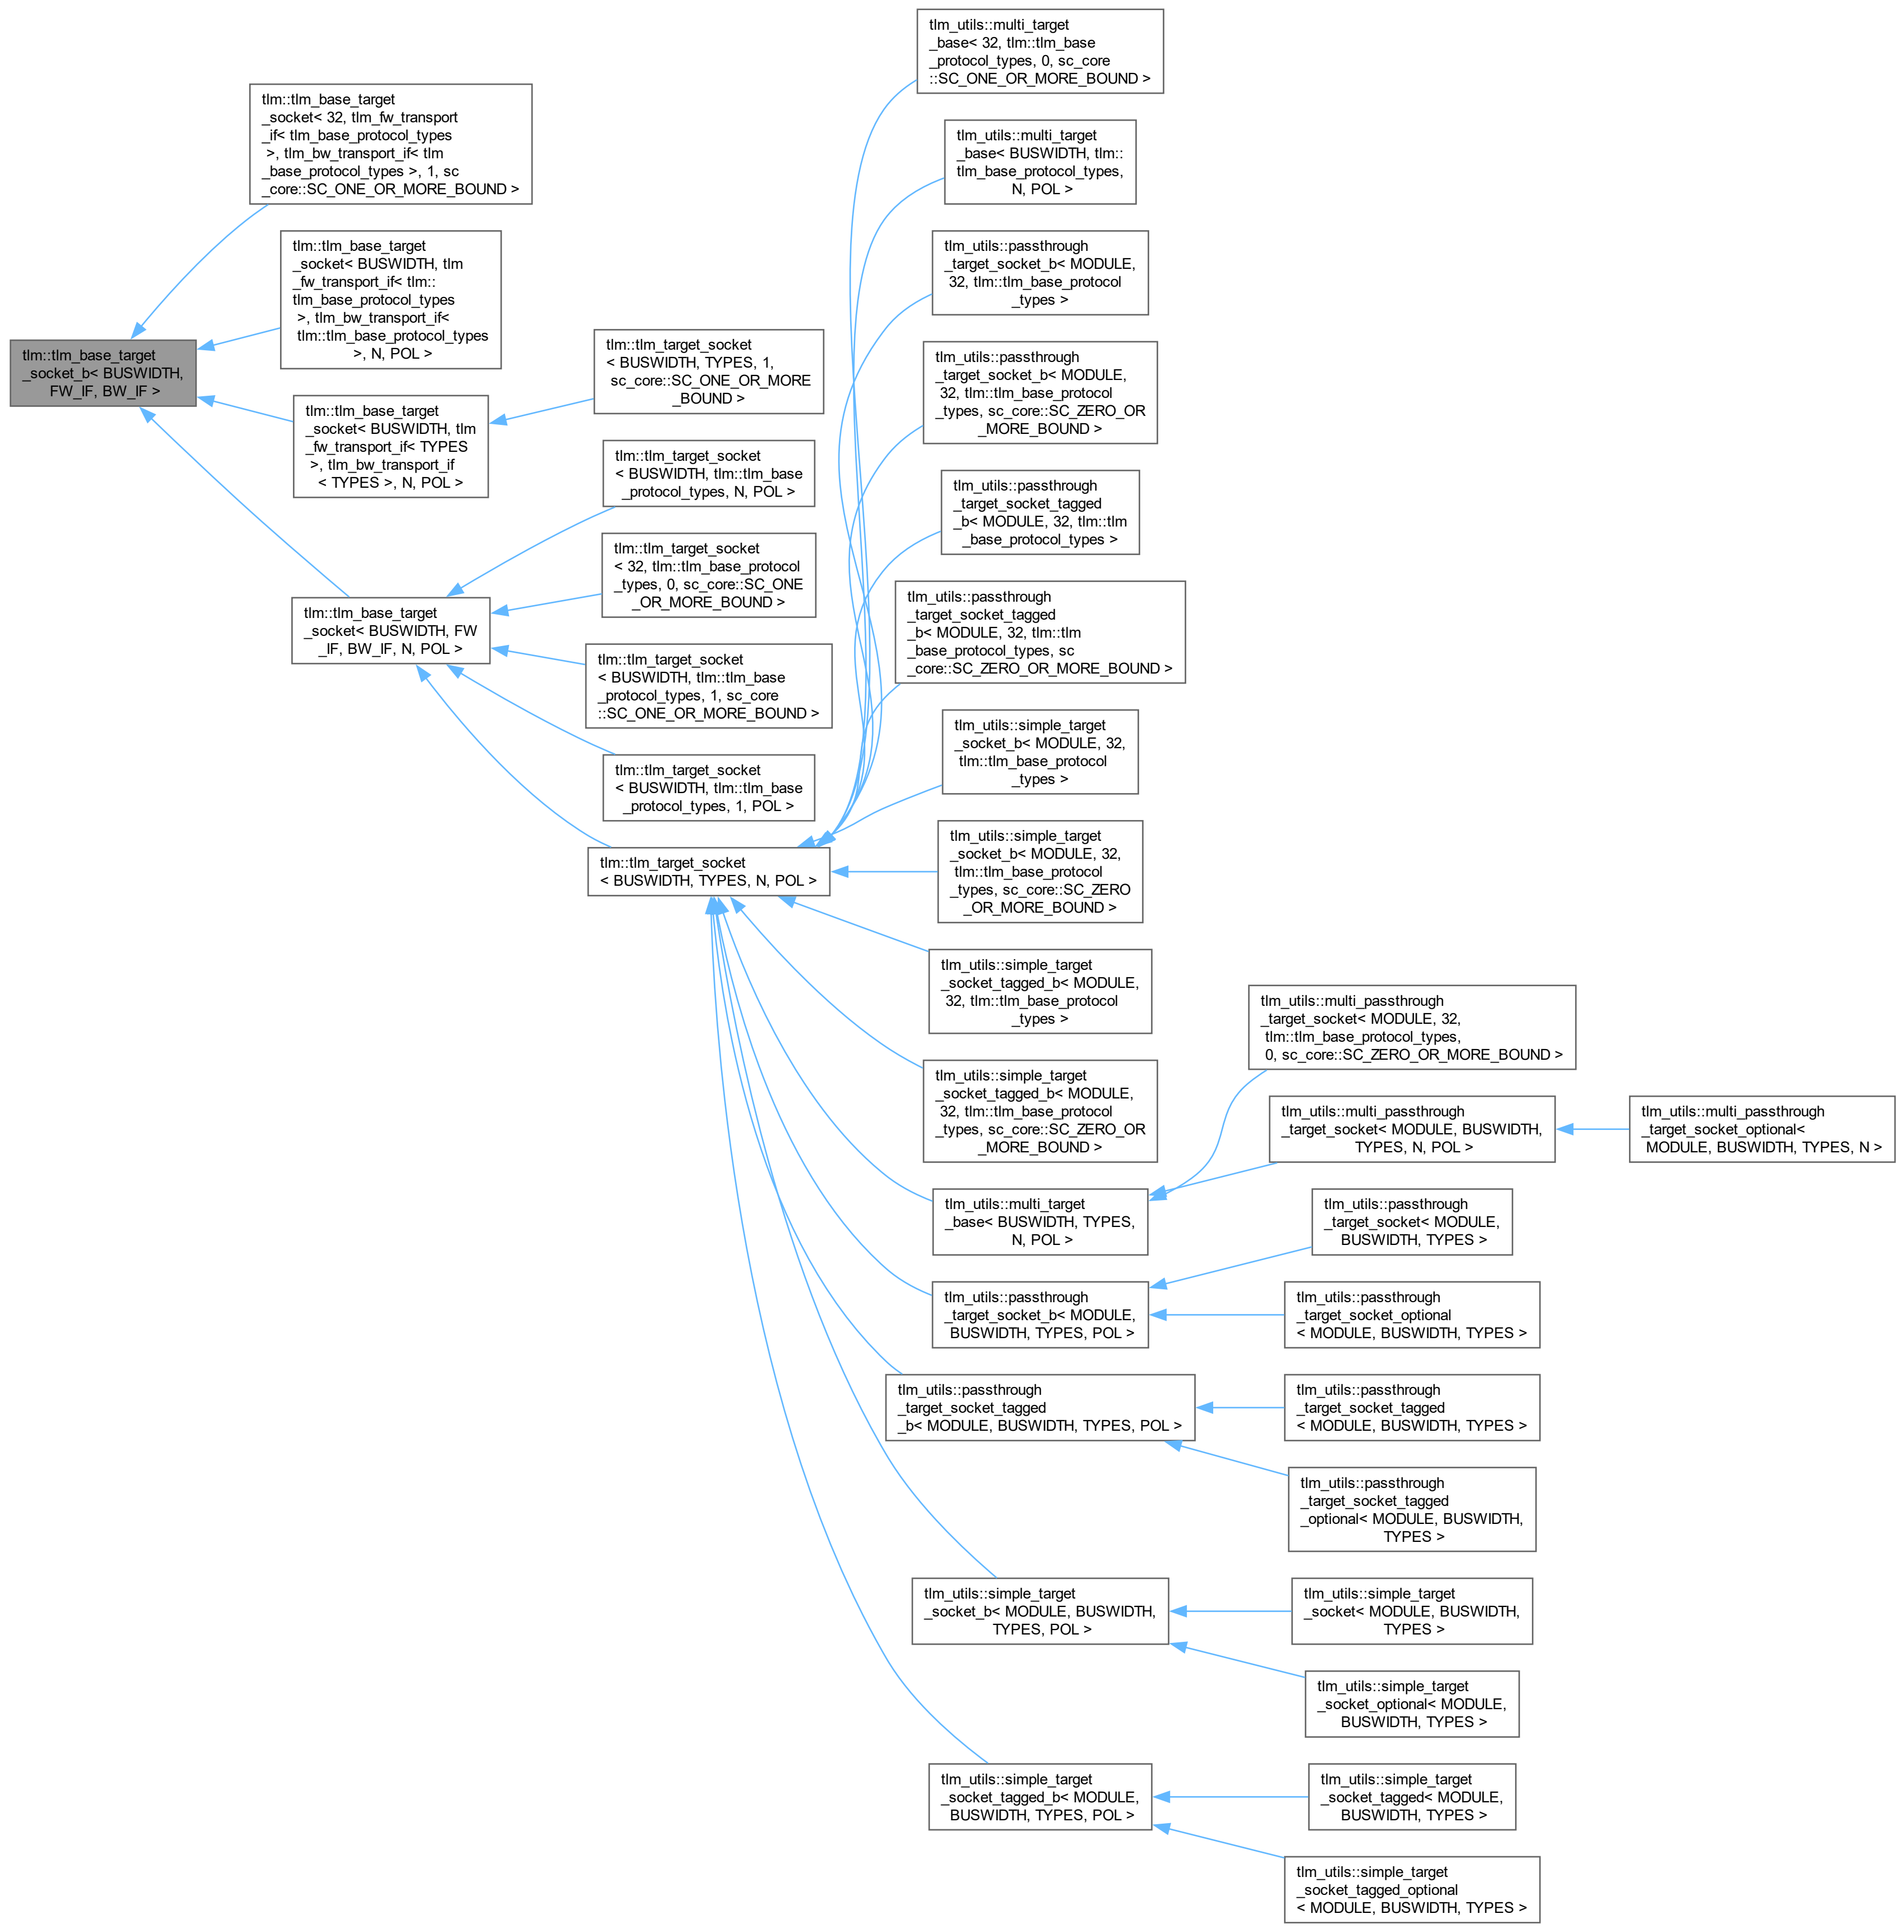 tlm::tlm_base_target
_socket_b< BUSWIDTH,
FW_IF, BW_IF >
tlm::tlm_base_target
_socket< 32, tlm_fw_transport
_if< tlm_base_protocol_types
>, tlm_bw_transport_if< tlm
_base_protocol_types >, 1, sc
_core::SC_ONE_OR_MORE_BOUND >
tlm::tlm_base_target
_socket< BUSWIDTH, tlm
_fw_transport_if< tlm::
tlm_base_protocol_types
>, tlm_bw_transport_if<
tlm::tlm_base_protocol_types
>, N, POL >
tlm::tlm_base_target
_socket< BUSWIDTH, tlm
_fw_transport_if< TYPES
>, tlm_bw_transport_if
< TYPES >, N, POL >
tlm::tlm_base_target
_socket< BUSWIDTH, FW
_IF, BW_IF, N, POL >
tlm::tlm_target_socket
< BUSWIDTH, TYPES, 1,
sc_core::SC_ONE_OR_MORE
_BOUND >
tlm::tlm_target_socket
< BUSWIDTH, tlm::tlm_base
_protocol_types, N, POL >
tlm::tlm_target_socket
< 32, tlm::tlm_base_protocol
_types, 0, sc_core::SC_ONE
_OR_MORE_BOUND >
tlm::tlm_target_socket
< BUSWIDTH, tlm::tlm_base
_protocol_types, 1, sc_core
::SC_ONE_OR_MORE_BOUND >
tlm::tlm_target_socket
< BUSWIDTH, tlm::tlm_base
_protocol_types, 1, POL >
tlm::tlm_target_socket
< BUSWIDTH, TYPES, N, POL >
tlm_utils::multi_target
_base< 32, tlm::tlm_base
_protocol_types, 0, sc_core
::SC_ONE_OR_MORE_BOUND >
tlm_utils::multi_target
_base< BUSWIDTH, tlm::
tlm_base_protocol_types,
N, POL >
tlm_utils::passthrough
_target_socket_b< MODULE,
32, tlm::tlm_base_protocol
_types >
tlm_utils::passthrough
_target_socket_b< MODULE,
32, tlm::tlm_base_protocol
_types, sc_core::SC_ZERO_OR
_MORE_BOUND >
tlm_utils::passthrough
_target_socket_tagged
_b< MODULE, 32, tlm::tlm
_base_protocol_types >
tlm_utils::passthrough
_target_socket_tagged
_b< MODULE, 32, tlm::tlm
_base_protocol_types, sc
_core::SC_ZERO_OR_MORE_BOUND >
tlm_utils::simple_target
_socket_b< MODULE, 32,
tlm::tlm_base_protocol
_types >
tlm_utils::simple_target
_socket_b< MODULE, 32,
tlm::tlm_base_protocol
_types, sc_core::SC_ZERO
_OR_MORE_BOUND >
tlm_utils::simple_target
_socket_tagged_b< MODULE,
32, tlm::tlm_base_protocol
_types >
tlm_utils::simple_target
_socket_tagged_b< MODULE,
32, tlm::tlm_base_protocol
_types, sc_core::SC_ZERO_OR
_MORE_BOUND >
tlm_utils::multi_target
_base< BUSWIDTH, TYPES,
N, POL >
tlm_utils::passthrough
_target_socket_b< MODULE,
BUSWIDTH, TYPES, POL >
tlm_utils::passthrough
_target_socket_tagged
_b< MODULE, BUSWIDTH, TYPES, POL >
tlm_utils::simple_target
_socket_b< MODULE, BUSWIDTH,
TYPES, POL >
tlm_utils::simple_target
_socket_tagged_b< MODULE,
BUSWIDTH, TYPES, POL >
tlm_utils::multi_passthrough
_target_socket< MODULE, 32,
tlm::tlm_base_protocol_types,
0, sc_core::SC_ZERO_OR_MORE_BOUND >
tlm_utils::multi_passthrough
_target_socket< MODULE, BUSWIDTH,
TYPES, N, POL >
tlm_utils::passthrough
_target_socket< MODULE,
BUSWIDTH, TYPES >
tlm_utils::passthrough
_target_socket_optional
< MODULE, BUSWIDTH, TYPES >
tlm_utils::passthrough
_target_socket_tagged
< MODULE, BUSWIDTH, TYPES >
tlm_utils::passthrough
_target_socket_tagged
_optional< MODULE, BUSWIDTH,
TYPES >
tlm_utils::simple_target
_socket< MODULE, BUSWIDTH,
TYPES >
tlm_utils::simple_target
_socket_optional< MODULE,
BUSWIDTH, TYPES >
tlm_utils::simple_target
_socket_tagged< MODULE,
BUSWIDTH, TYPES >
tlm_utils::simple_target
_socket_tagged_optional
< MODULE, BUSWIDTH, TYPES >
tlm_utils::multi_passthrough
_target_socket_optional<
MODULE, BUSWIDTH, TYPES, N >